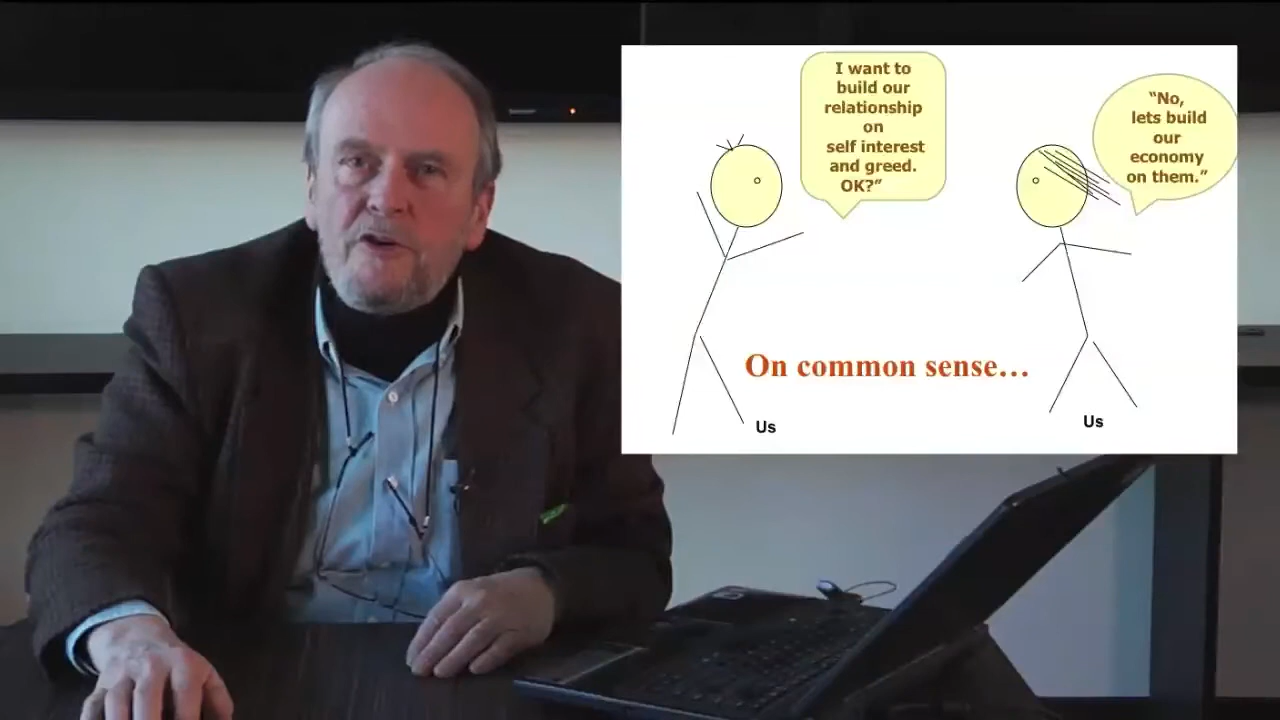 I want to
build our
relationship
on
self interest
and greed.
OK?”
“No,
lets build
our
economy
on them.”
On common sense...
Us
Us